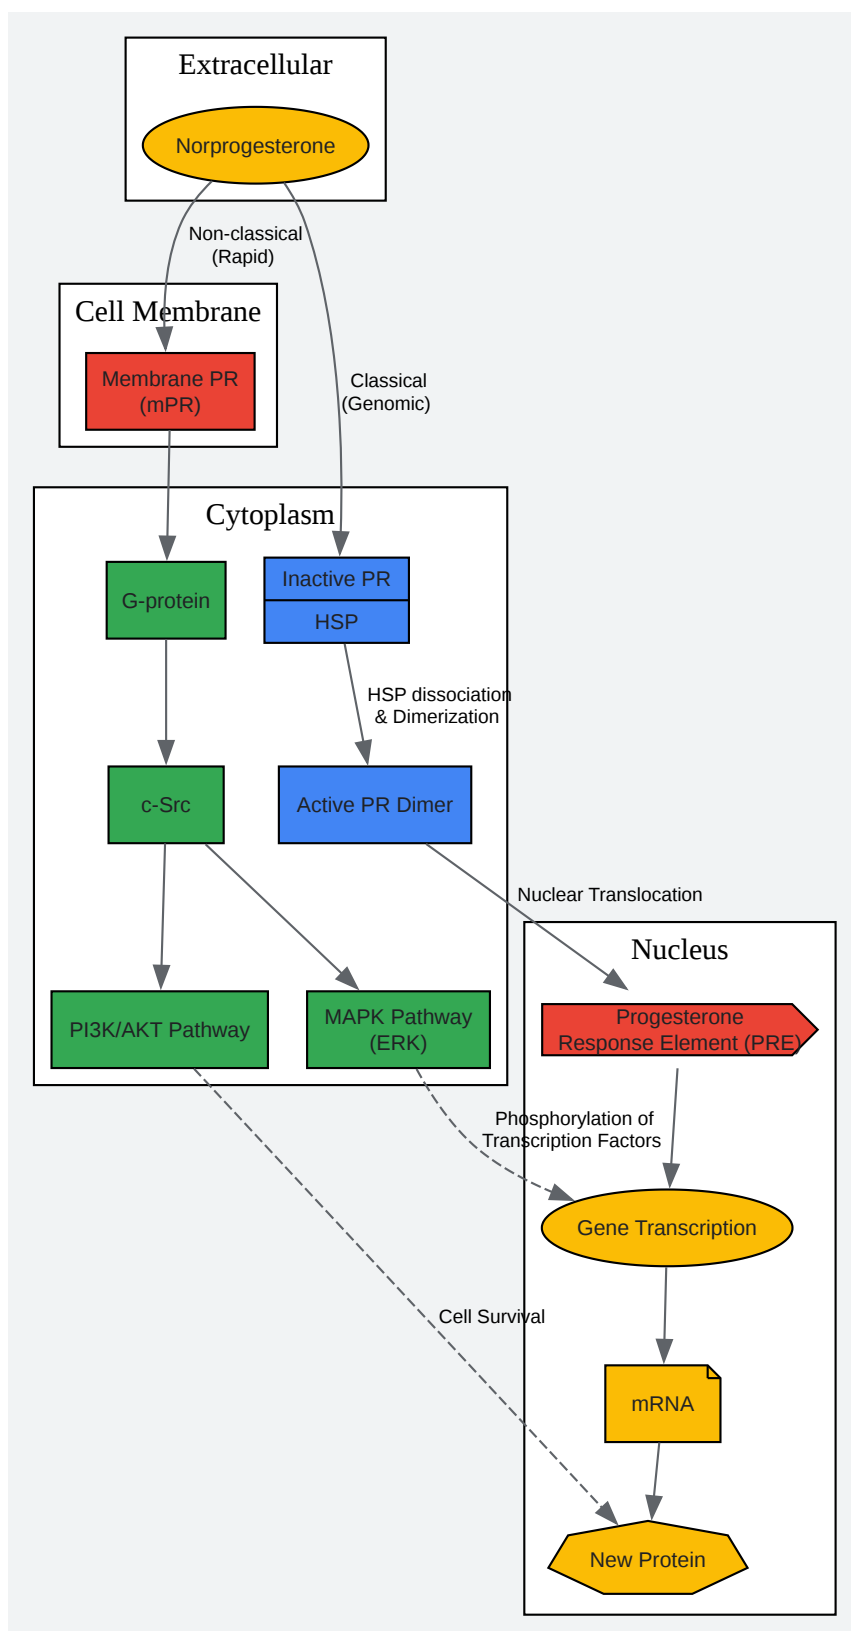 Extracellular
Norprogesterone
Non-classical
(Rapid)
Cell Membrane
Membrane PR
(mPR)
Classical
(Genomic)
Cytoplasm
G-protein
Inactive PR
HSP
HSP dissociation
& Dimerization
c-Src
Active PR Dimer
Nuclear Translocation
Nucleus
PI3K/AKT Pathway
MAPK Pathway
(ERK)
Progesterone
Response Element (PRE)
Phosphorylation of
Transcription Factors
Gene Transcription
Cell Survival
mRNA
New Protein